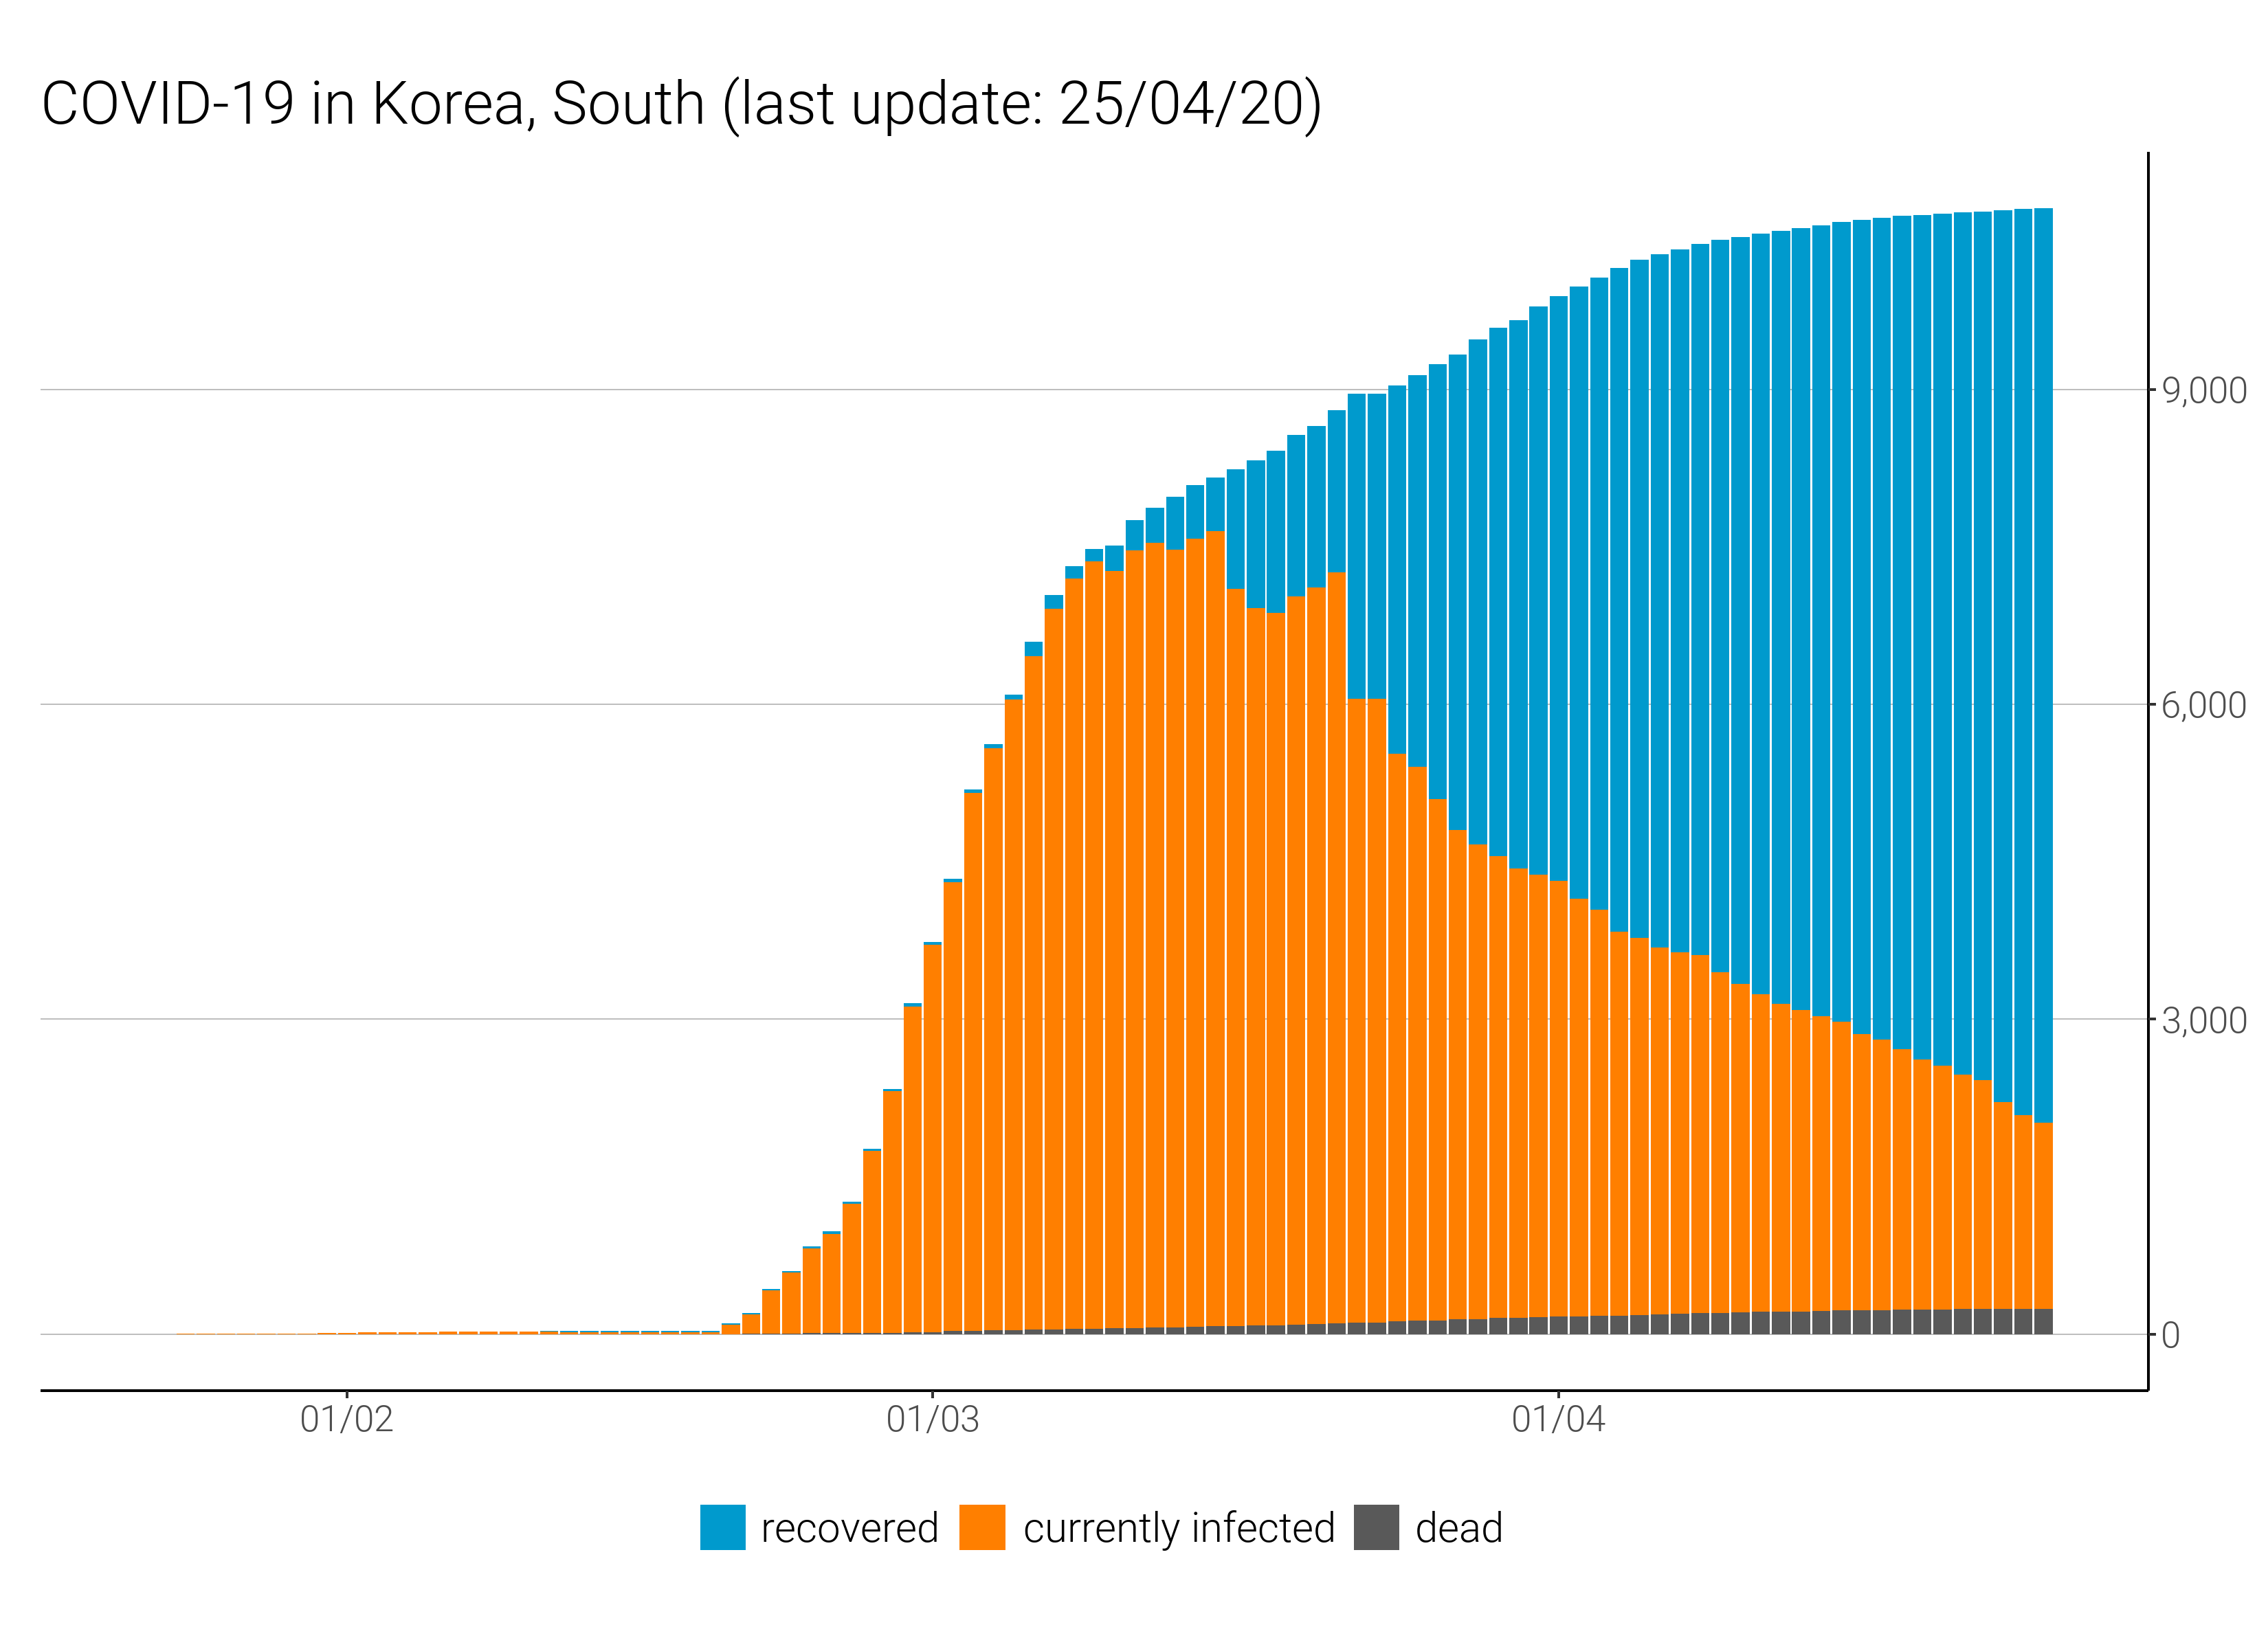 COVID-19 in Korea, South (last update: 25/04/20)
9,000
6,000
3,000
0
01/02 01/03 01/04
recovered currently infected dead